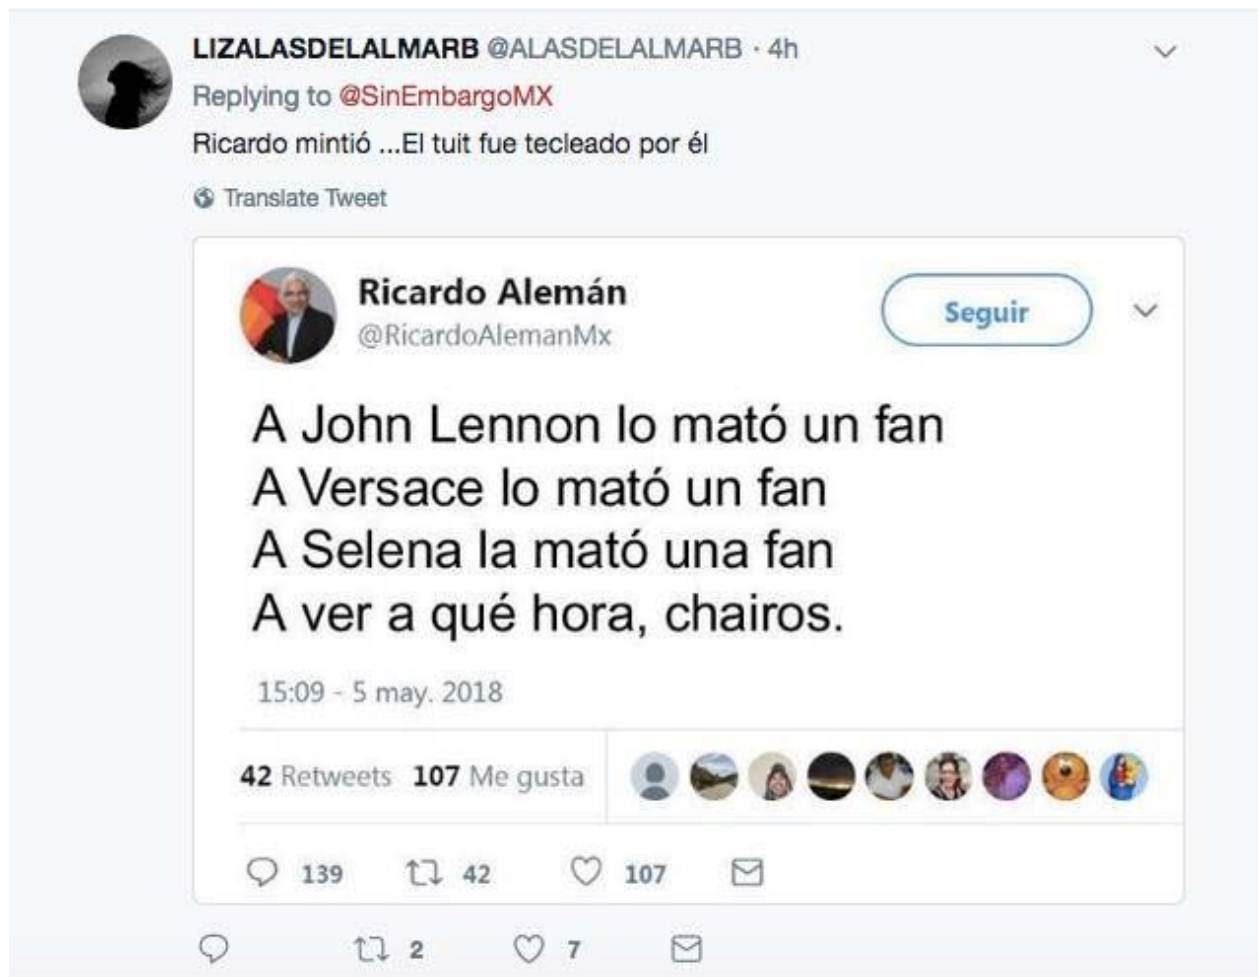 LIZALASDELALMARB @ALASDELALMARB · 4h
Replying to @SinEmbargoMX
Ricardo mintió ...El tuit fue tecleado por él
Translate Tweet
Ricardo Alemán
@RicardoAlemanMx
Seguir
A John Lennon lo mató un fan
A Versace lo mató un fan
A Selena la mató una fan
A ver a qué hora, chairos.
15:09 - 5 may. 2018
42 Retweets 107 Me gusta
139 42 107
2 7